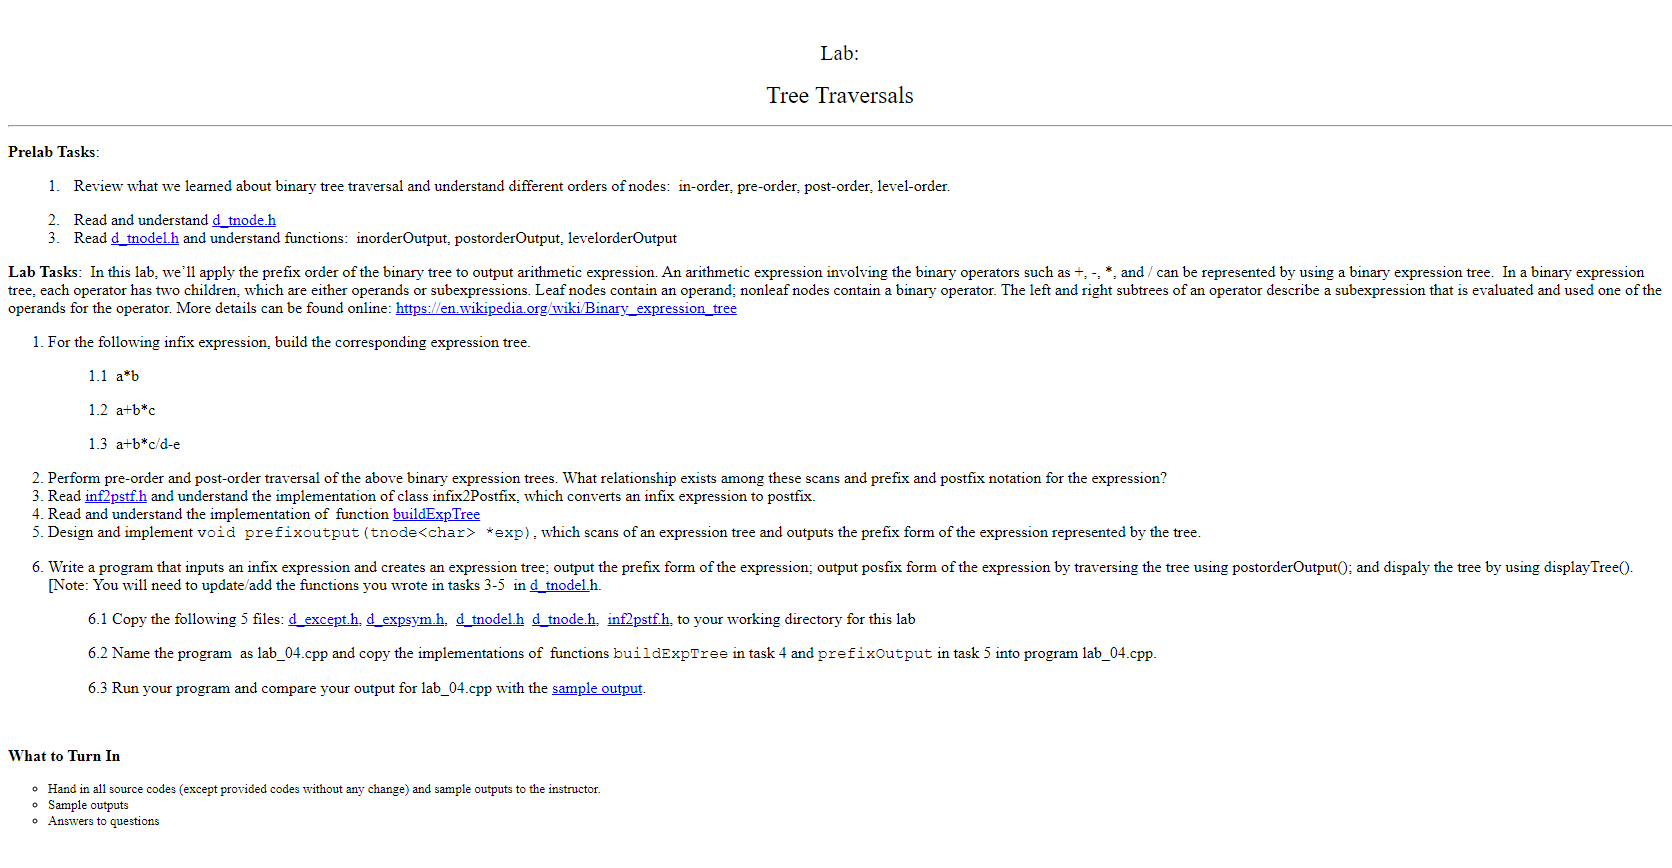 Lab:
Tree Traversals
Prelab Tasks:
1. Review what we learned about binary tree traversal and understand different orders of nodes: in-order, pre-order, post-order, level-order.
2. Read and understand d_tnode.h
3. Read d_tnodel.h and understand functions: inorderOutput, postorderOutput, levelorderOutput
Lab Tasks: In this lab, we’ll apply the prefix order of the binary tree to output arithmetic expression. An arithmetic expression involving the binary operators such as +, -, *, and / can be represented by using a binary expression tree. In a binary expression
tree, each operator has two children, which are either operands or subexpressions. Leaf nodes contain an operand; nonleaf nodes contain a binary operator. The left and right subtrees of an operator describe a subexpression that is evaluated and used one of the
operands for the operator. More details can be found online: https://en.wikipedia.org/wiki/Binary_expression_tree
1. For the following infix expression, build the corresponding expression tree.
1.1 a*b
1.2 a+b*c
1.3 a+b*c/d-e
2. Perform pre-order and post-order traversal of the above binary expression trees. What relationship exists among these scans and prefix and postfix notation for the expression?
3. Read inf2pstf.h and understand the implementation of class infix2Postfix, which converts an infix expression to postfix.
4. Read and understand the implementation of function buildExpTree
5. Design and implement void prefixoutput(tnode<char> *exp), which scans of an expression tree and outputs the prefix form of the expression represented by the tree.
6. Write a program that inputs an infix expression and creates an expression tree; output the prefix form of the expression; output posfix form of the expression by traversing the tree using postorderOutput(); and dispaly the tree by using displayTree().
[Note: You will need to update/add the functions you wrote in tasks 3-5 in d_tnodel.h.
6.1 Copy the following 5 files: d_except.h, d_expsym.h, d_tnodel.h d_tnode.h, inf2pstf.h, to your working directory for this lab
6.2 Name the program as lab_04.cpp and copy the implementations of functions buildExpTree in task 4 and prefixOutput in task 5 into program lab_04.cpp.
6.3 Run your program and compare your output for lab_04.cpp with the sample output.
What to Turn In
Hand in all source codes (except provided codes without any change) and sample outputs to the instructor.
Sample outputs
Answers to questions